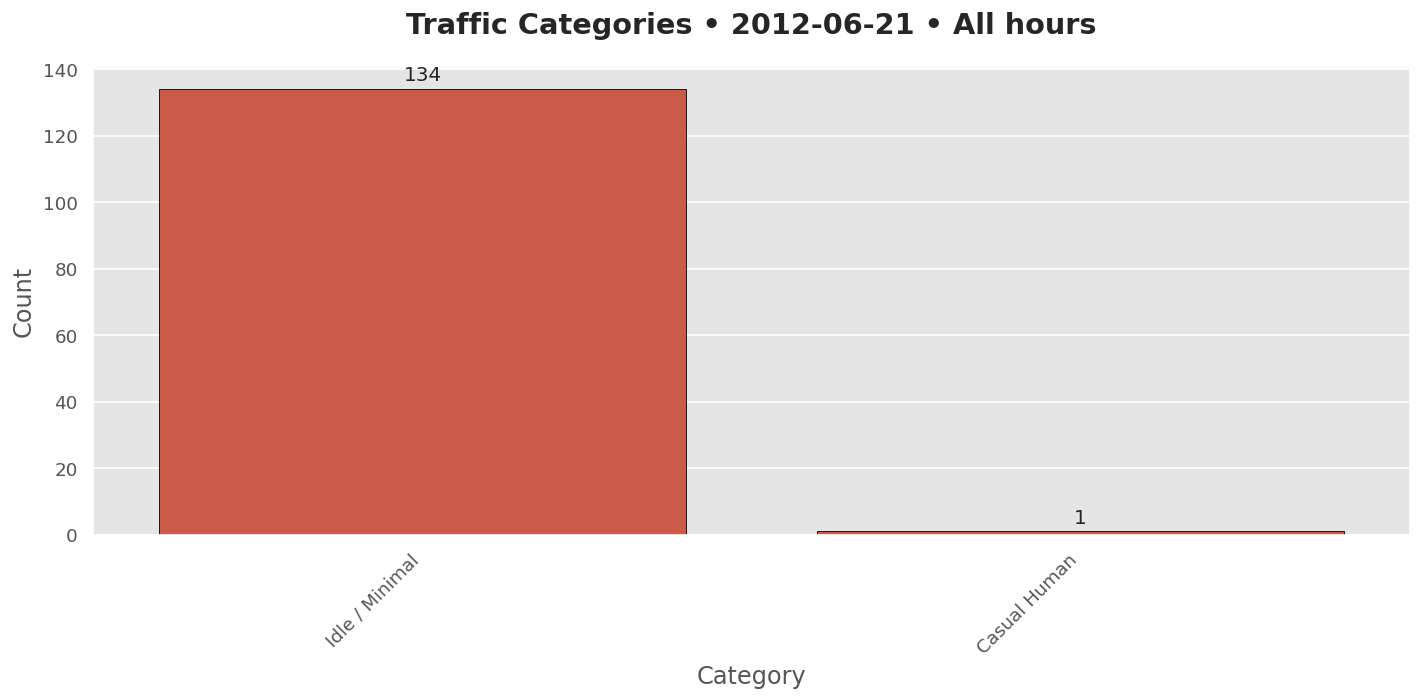 Traffic Categories • 2012-06-21 • All hours
140
120
100
80
60
40
20
0
Count
134
1
Idle / Minimal
Casual Human
Category